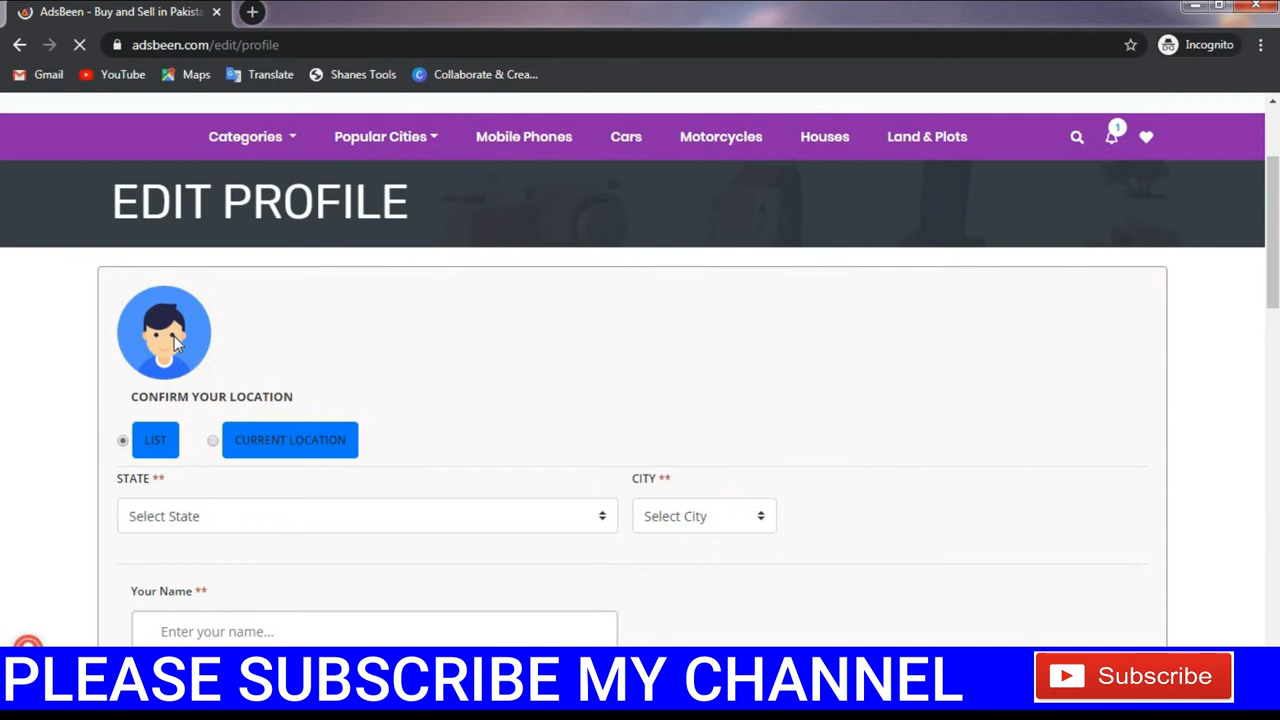 AdsBeen - Buy and Sell in Pakista
adsbeen.com/edit/profile
Incognito
Gmail
YouTube
Maps
Translate
Shanes Tools
Collaborate & Crea...
Categories
Popular Cities
Mobile Phones
Cars
Motorcycles
Houses
Land & Plots
1
EDIT PROFILE
CONFIRM YOUR LOCATION
LIST
CURRENT LOCATION
STATE **
CITY **
Select State
Select City
Your Name **
Enter your name...
PLEASE SUBSCRIBE MY CHANNEL
Subscribe